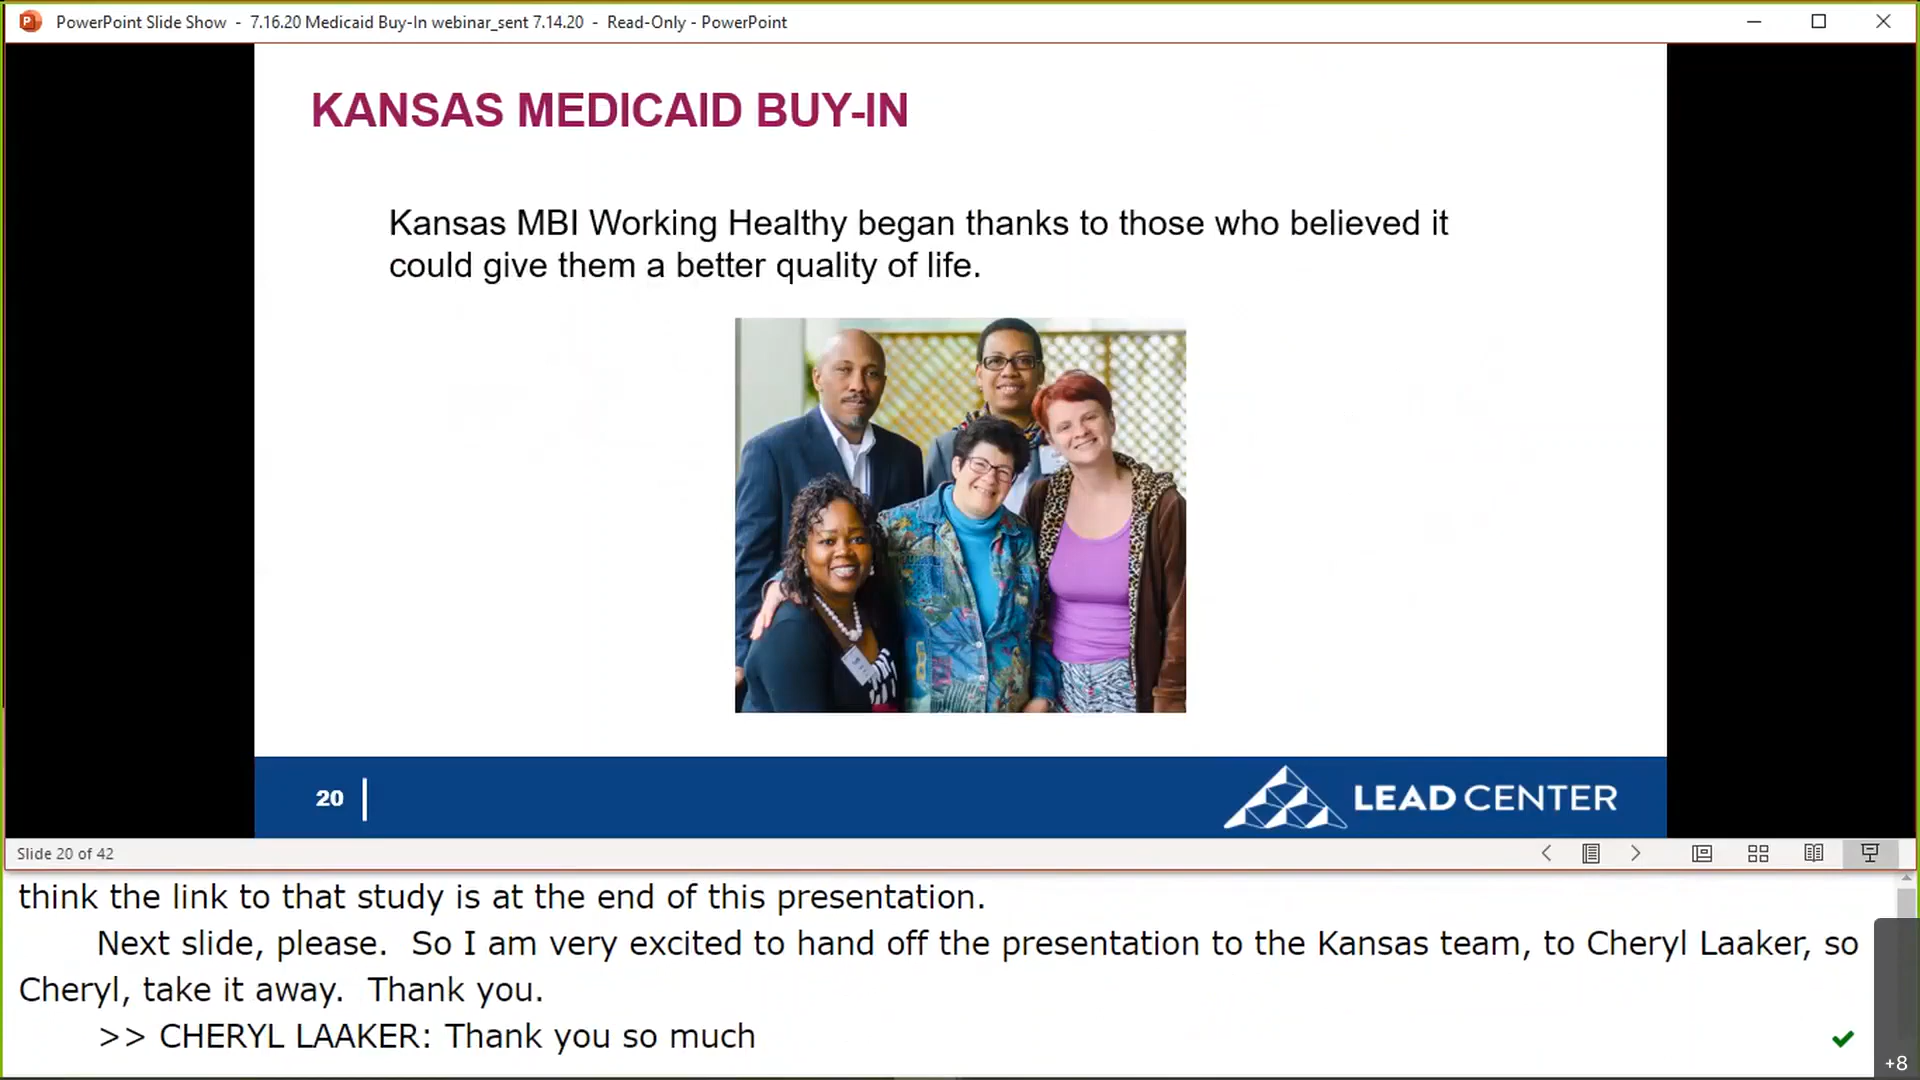 PowerPoint Slide Show - 7.16.20 Medicaid Buy-In webinar_sent 7.14.20 - Read-Only - PowerPoint
KANSAS MEDICAID BUY-IN
Kansas MBI Working Healthy began thanks to those who believed it
could give them a better quality of life.
20
LEAD CENTER
Slide 20 of 42
think the link to that study is at the end of this presentation.
Next slide, please. So I am very excited to hand off the presentation to the Kansas team, to Cheryl Laaker, so
Cheryl, take it away. Thank you.
>> CHERYL LAAKER: Thank you so much
+8